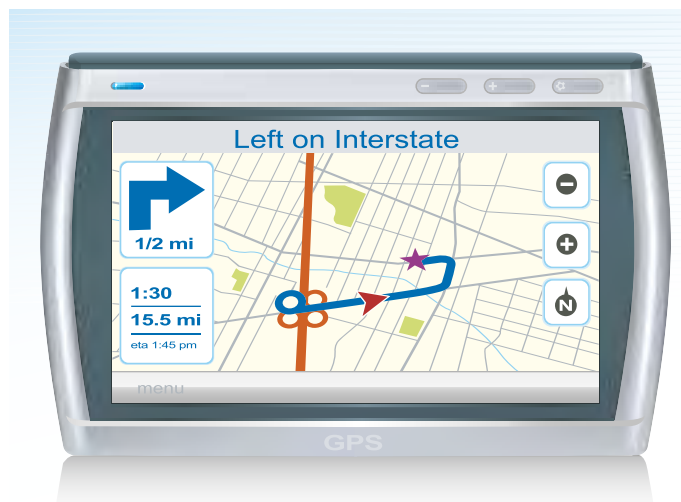 Left on Interstate
1/2 mi
1:30
15.5 mi
eta 1:45 pm
N
menu
GPS